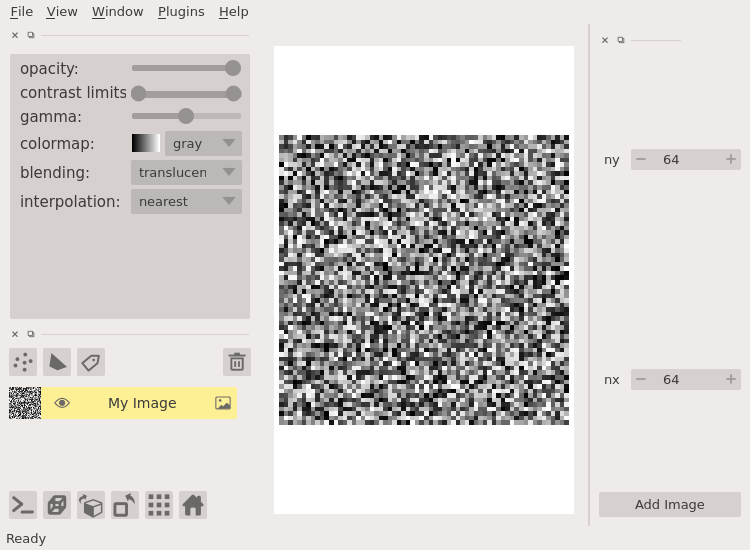 File View Window Plugins Help
opacity:
contrast limits
gamma:
colormap: gray
blending: translucen
interpolation: nearest
My Image
ny 64
nx 64
Add Image
Ready